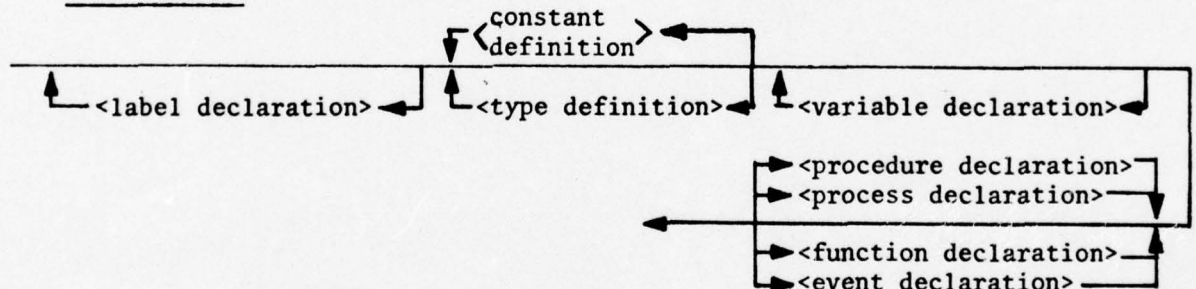 <constant
definition>
<label declaration>
<type definition>
<variable declaration>
<procedure declaration>
<process declaration>
<function declaration>
<event declaration>